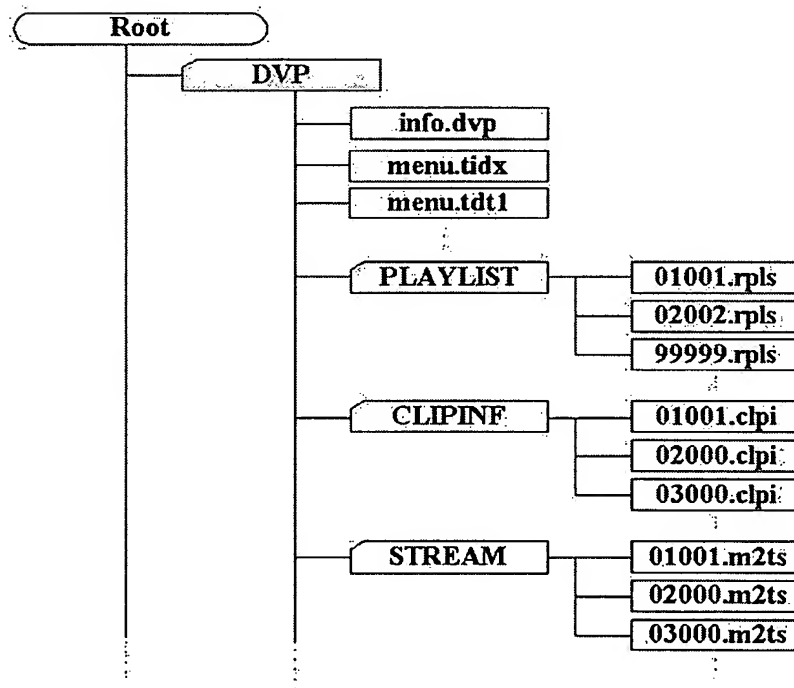 Root
DVP
info.dvp
menu.tidx
menu.tdt1
PLAYLIST
01001.rpls
02002.rpls
99999.rpls
CLIPINF
01001.clpi
02000.clpi
03000.clpi
STREAM
01001.m2ts
02000.m2ts
03000.m2ts